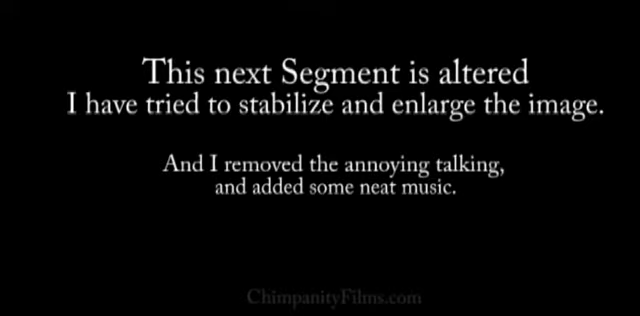 This next Segment is altered
I have tried to stabilize and enlarge the image.
And I removed the annoying talking,
and added some neat music.
ChimpanityFilms.com